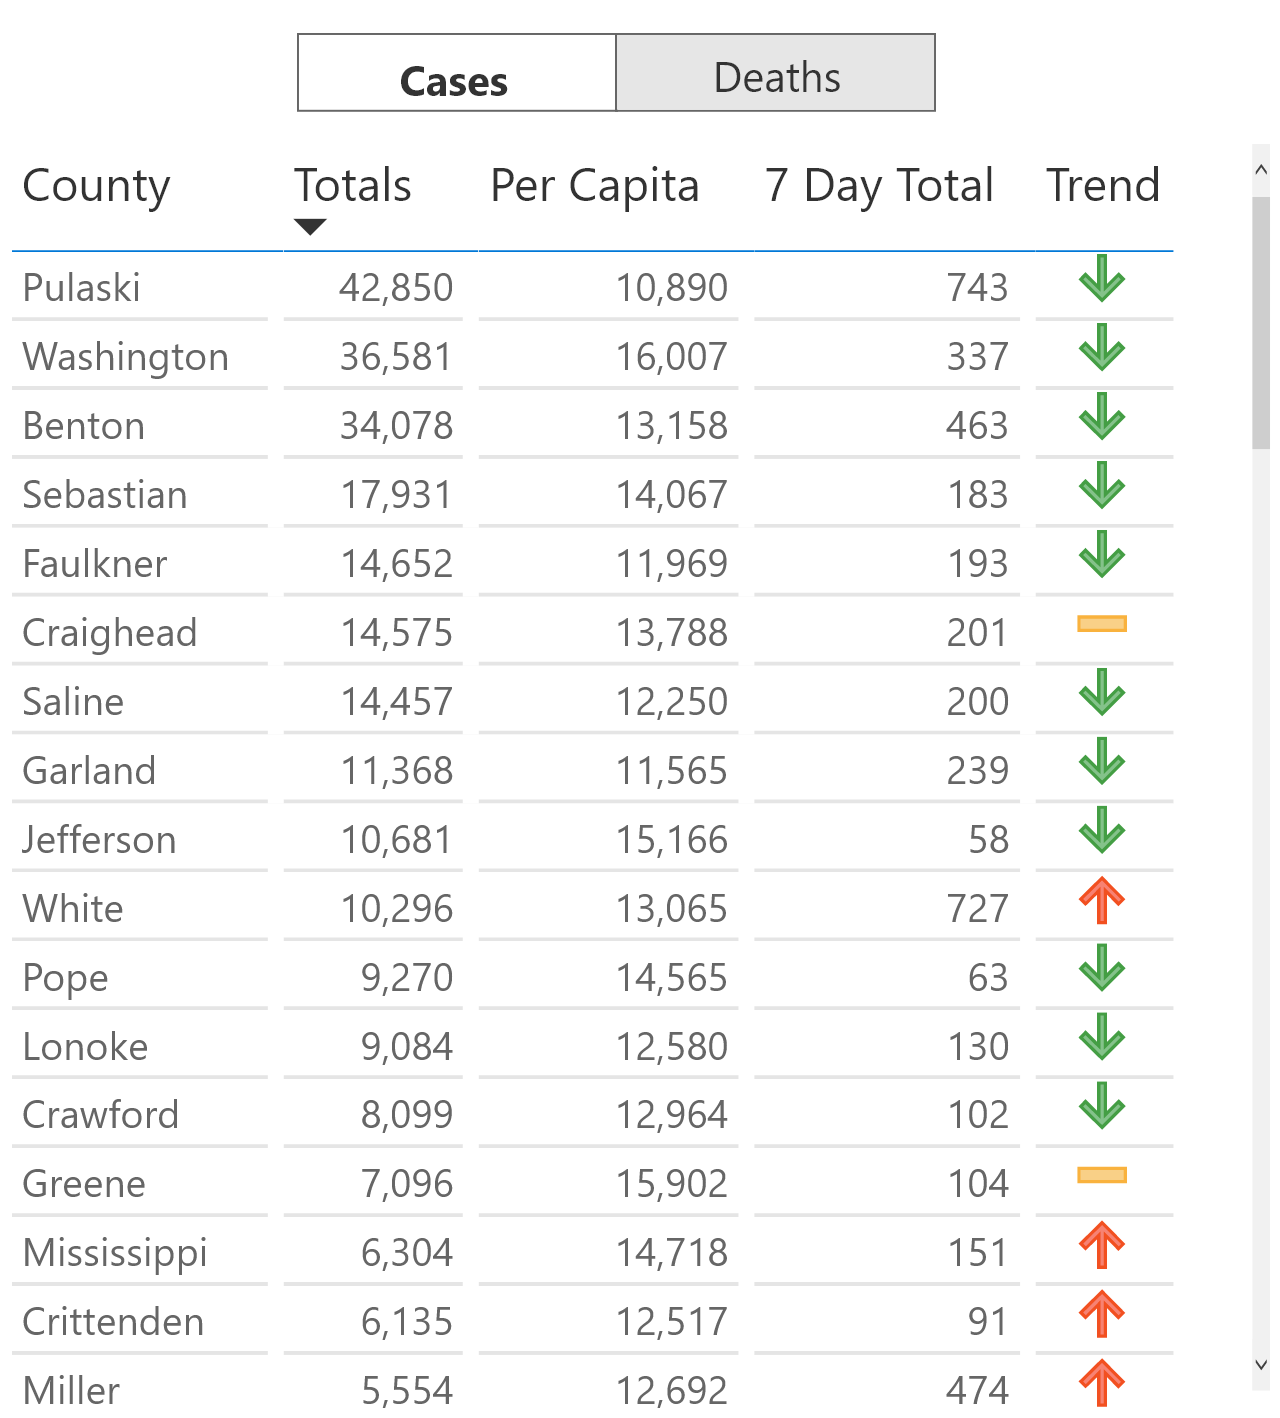 Cases Deaths
County Totals Per Capita 7 Day Total Trend
Pulaski 42,850 10,890 743
Washington 36,581 16,007 337
Benton 34,078 13,158 463
Sebastian 17,931 14,067 183
Faulkner 14,652 11,969 193
Craighead 14,575 13,788 201
Saline 14,457 12,250 200
Garland 11,368 11,565 239
Jefferson 10,681 15,166 58
White 10,296 13,065 727
Pope 9,270 14,565 63
Lonoke 9,084 12,580 130
Crawford 8,099 12,964 102
Greene 7,096 15,902 104
Mississippi 6,304 14,718 151
Crittenden 6,135 12,517 91
Miller 5,554 12,692 474